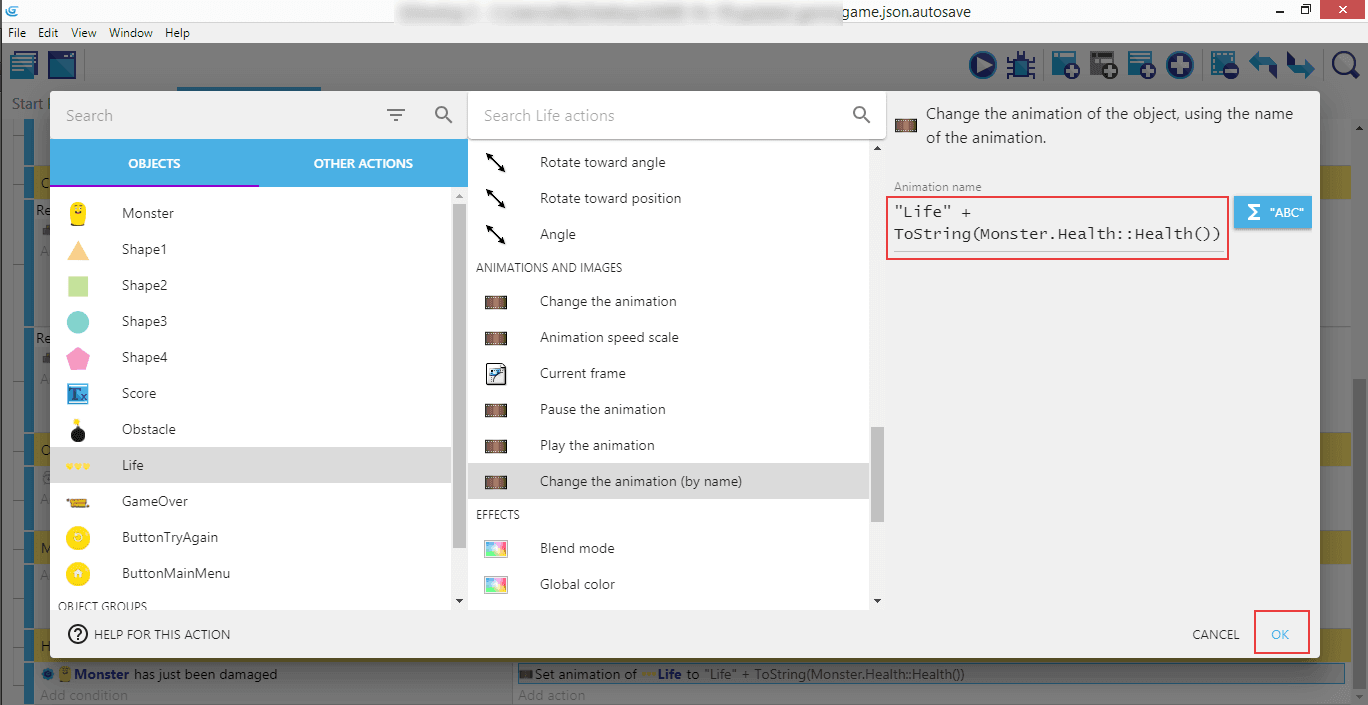 game.json.autosave
File Edit View Window Help
Start
Search
OBJECTS OTHER ACTIONS
Monster
Shape1
Shape2
Shape3
Shape4
Tx Score
Obstacle
Life
GameOver
ButtonTryAgain
ButtonMainMenu
OBJECT GROUPS
Search Life actions
Rotate toward angle
Rotate toward position
Angle
ANIMATIONS AND IMAGES
Change the animation
Animation speed scale
Current frame
Pause the animation
Play the animation
Change the animation (by name)
EFFECTS
Blend mode
Global color
Change the animation of the object, using the name
of the animation.
Animation name
"Life" +
ToString(Monster.Health::Health())
Σ "ABC"
? HELP FOR THIS ACTION
CANCEL OK
Monster has just been damaged
Add condition
Set animation of Life to "Life" + ToString(Monster.Health::Health())
Add action